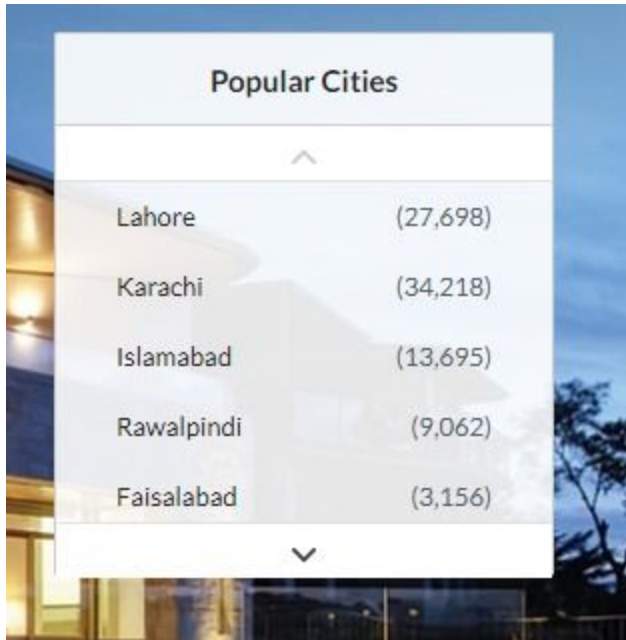 Popular Cities
Lahore (27,698)
Karachi (34,218)
Islamabad (13,695)
Rawalpindi (9,062)
Faisalabad (3,156)